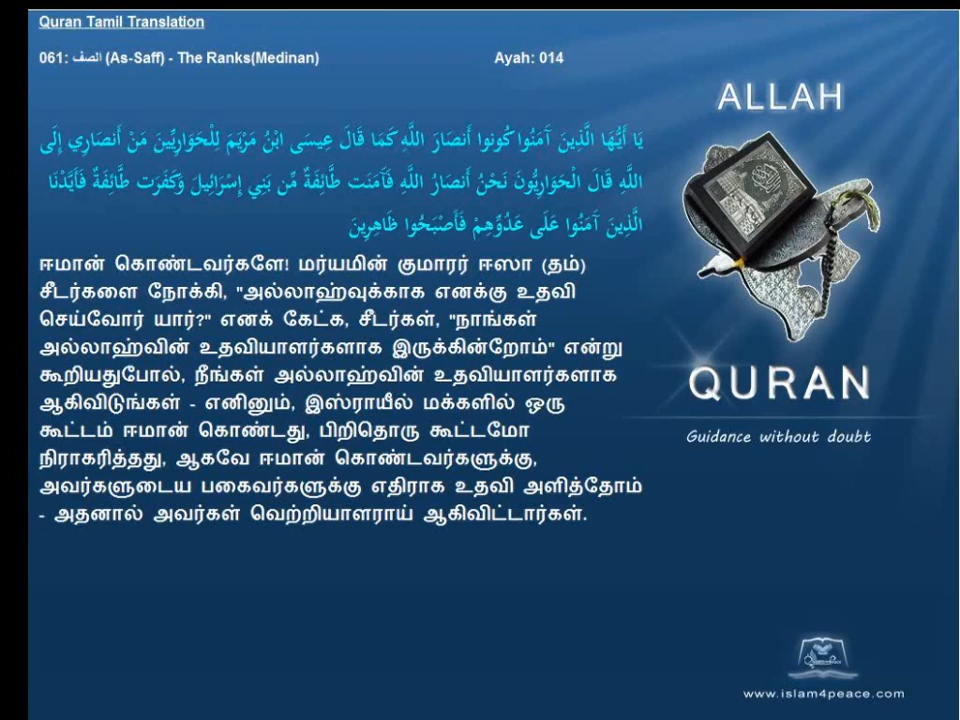 Quran Tamil Translation
061: الصف (As-Saff) - The Ranks(Medinan) Ayah: 014
يَا أَيُّهَا الَّذِينَ آمَنُوا كُونوا أَنصَارَ اللَّهِ كَمَا قَالَ عِيسَى ابْنُ مَرْيَمَ لِلْحَوَارِيِّينَ مَنْ أَنصَارِي إِلَى
اللَّهِ قَالَ الْحَوَارِيُّونَ نَحْنُ أَنصَارُ اللَّهِ فَآمَنَت طَّائِفَةٌ مِّن بَنِي إِسْرَائِيلَ وَكَفَرَت طَّائِفَةٌ فَأَيَّدْنَا
الَّذِينَ آمَنُوا عَلَى عَدُوِّهِمْ فَأَصْبَحُوا ظَاهِرِينَ
ஈமான் கொண்டவர்களே! மர்யமின் குமாரர் ஈஸா (தம்)
சீடர்களை நோக்கி, "அல்லாஹ்வுக்காக எனக்கு உதவி
செய்வோர் யார்?" எனக் கேட்க, சீடர்கள், "நாங்கள்
அல்லாஹ்வின் உதவியாளர்களாக இருக்கின்றோம்" என்று
கூறியதுபோல், நீங்கள் அல்லாஹ்வின் உதவியாளர்களாக
ஆகிவிடுங்கள் - எனினும், இஸ்ராயீல் மக்களில் ஒரு
கூட்டம் ஈமான் கொண்டது, பிறிதொரு கூட்டமோ
நிராகரித்தது, ஆகவே ஈமான் கொண்டவர்களுக்கு,
அவர்களுடைய பகைவர்களுக்கு எதிராக உதவி அளித்தோம்
- அதனால் அவர்கள் வெற்றியாளராய் ஆகிவிட்டார்கள்.
ALLAH
QURAN
Guidance without doubt
www.islam4peace.com